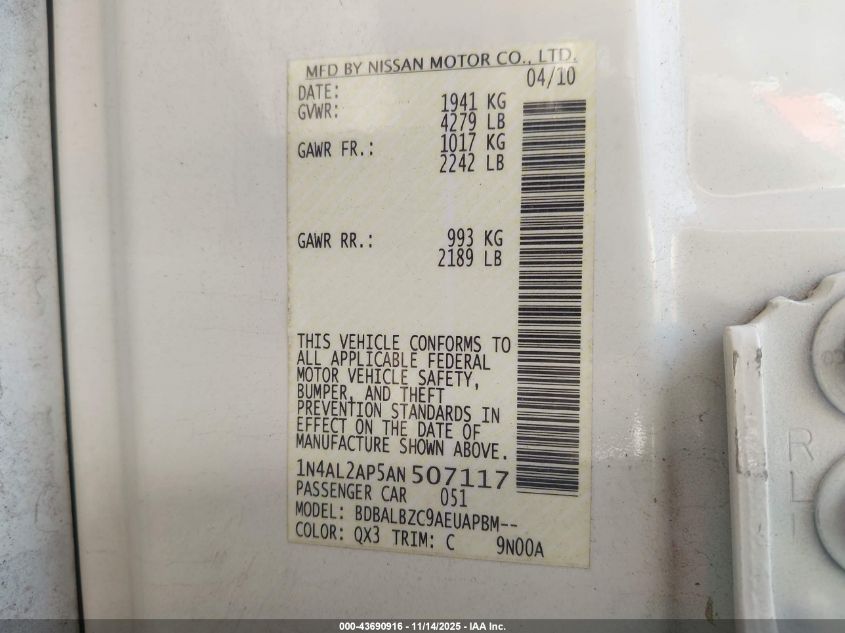 MFD BY NISSAN MOTOR CO., LTD.
DATE: 04/10
GVWR: 1941 KG
4279 LB
GAWR FR.: 1017 KG
2242 LB
GAWR RR.: 993 KG
2189 LB
THIS VEHICLE CONFORMS TO
ALL APPLICABLE FEDERAL
MOTOR VEHICLE SAFETY,
BUMPER, AND THEFT
PREVENTION STANDARDS IN
EFFECT ON THE DATE OF
MANUFACTURE SHOWN ABOVE.
1N4AL2AP5AN507117
PASSENGER CAR 051
MODEL: BDBALBZC9AEUAPBM--
COLOR: QX3 TRIM: C 9N00A
R
L
000-43690916 - 11/14/2025 - IAA Inc.